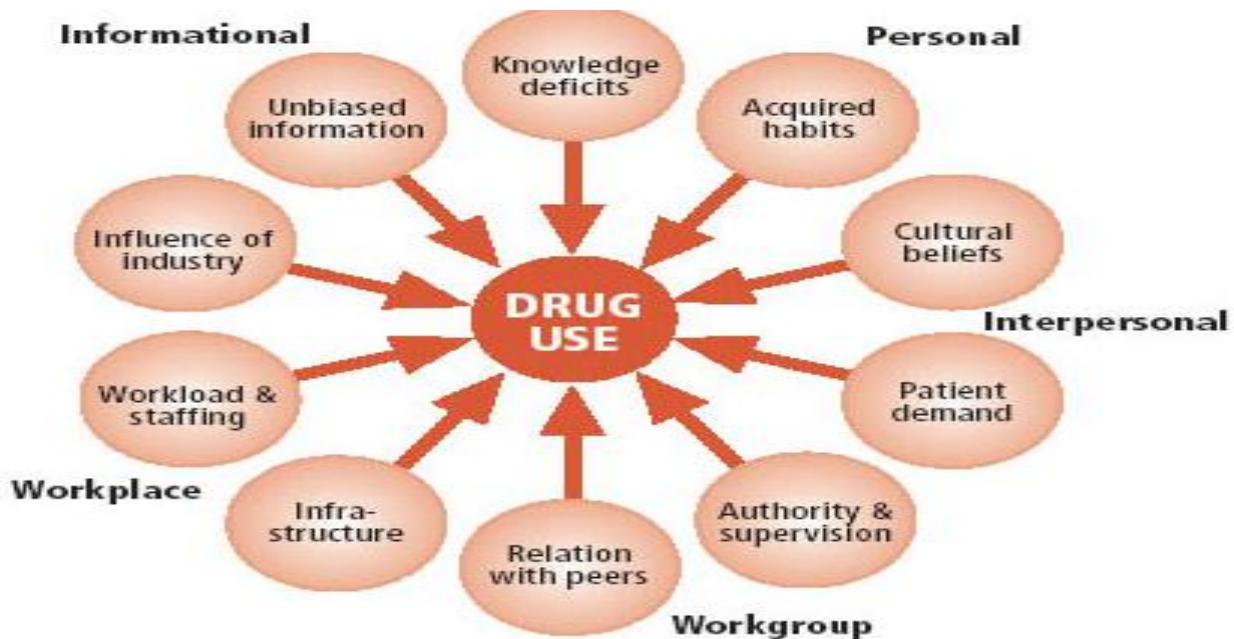 Informational
Personal
Knowledge
deficits
Unbiased
information
Acquired
habits
Influence of
industry
Cultural
beliefs
DRUG
USE
Interpersonal
Workload &
staffing
Patient
demand
Workplace
Infra-
structure
Authority &
supervision
Relation
with peers
Workgroup